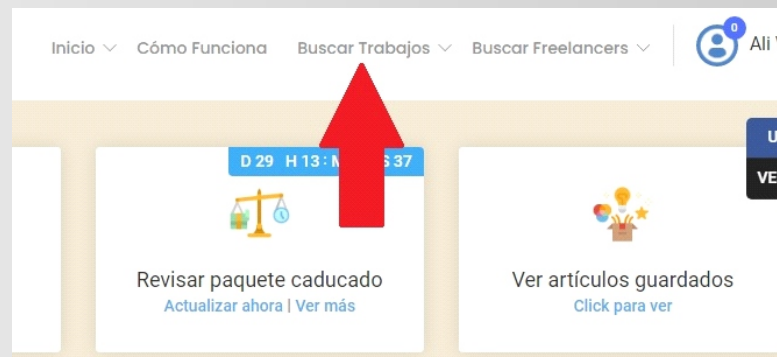 Inicio Cómo Funciona Buscar Trabajos Buscar Freelancers 0 Ali
D 29 H 13: 37
Revisar paquete caducado
Actualizar ahora | Ver más
Ver artículos guardados
Click para ver